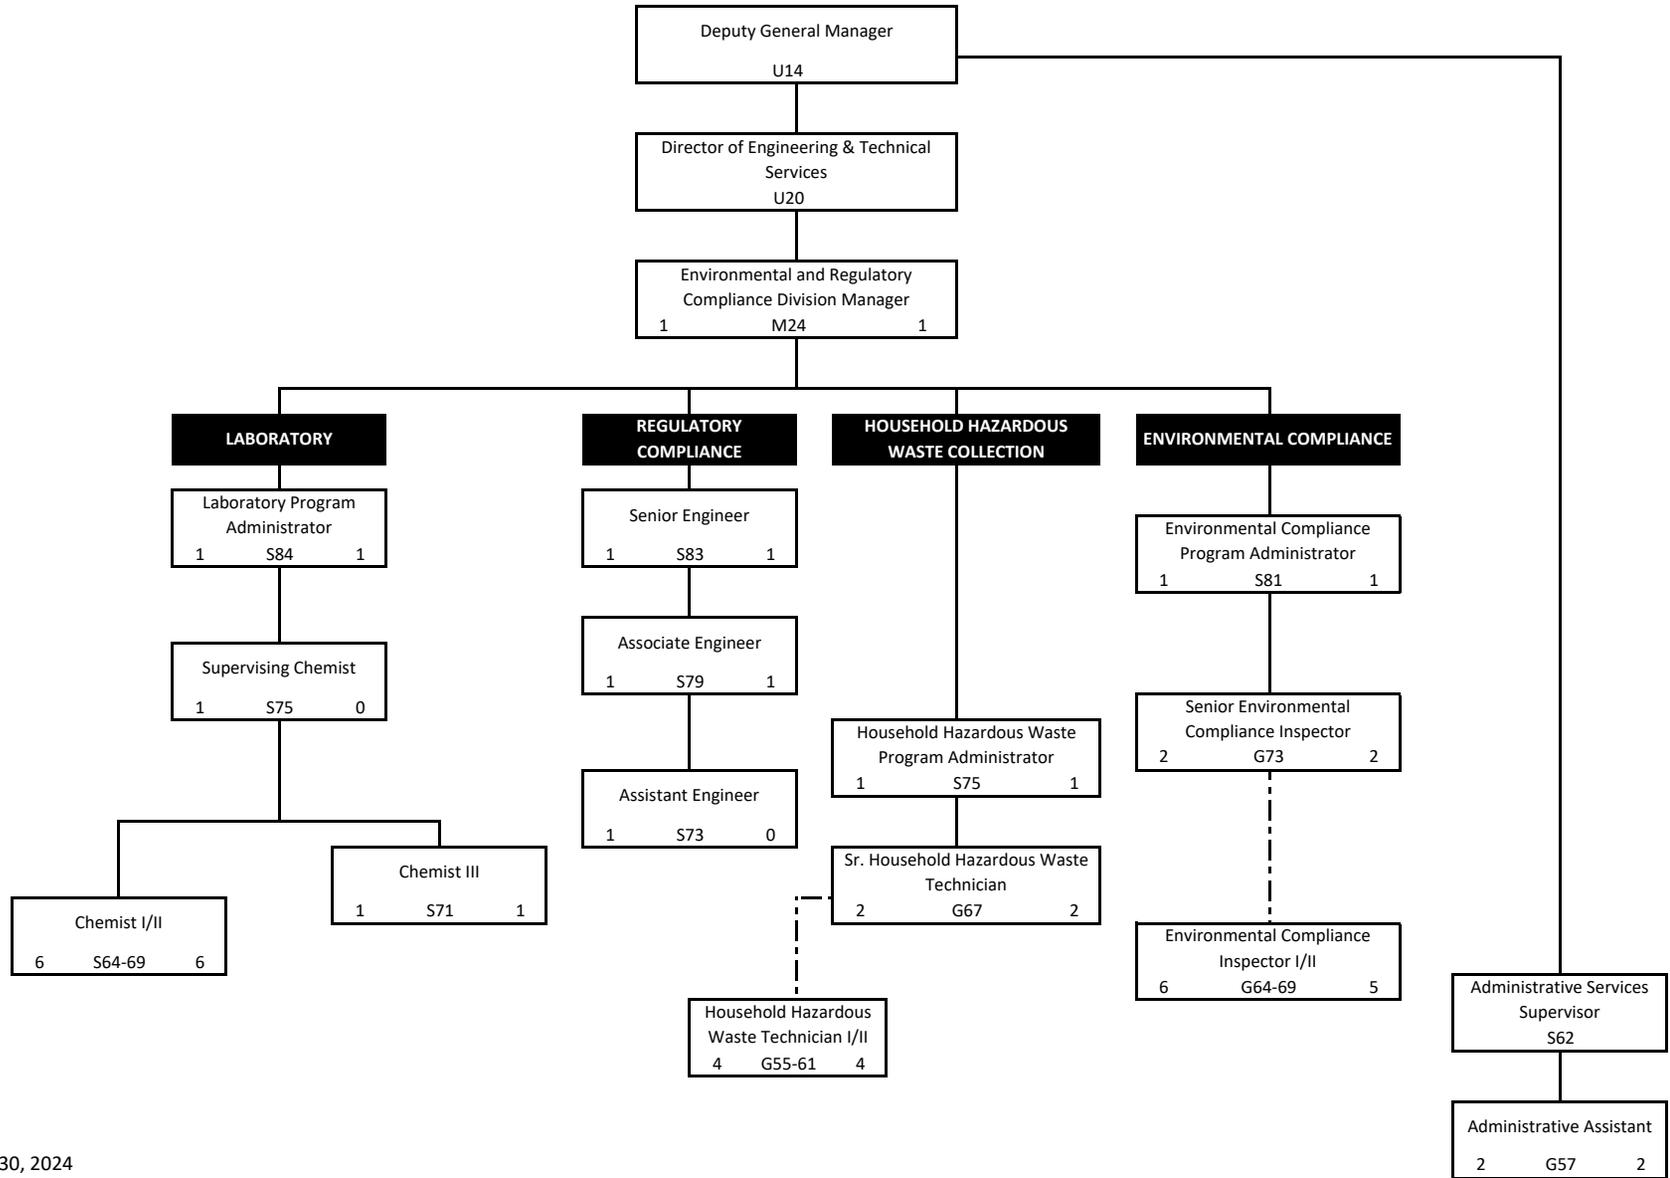 Deputy General Manager
U14
Director of Engineering & Technical
Services
U20
Environmental and Regulatory
Compliance Division Manager
1 M24 1
LABORATORY
Laboratory Program
Administrator
1 S84 1
Supervising Chemist
1 S75 0
Chemist I/II
6 S64-69 6
Chemist III
1 S71 1
REGULATORY
COMPLIANCE
Senior Engineer
1 S83 1
Associate Engineer
1 S79 1
Assistant Engineer
1 S73 0
HOUSEHOLD HAZARDOUS
WASTE COLLECTION
Household Hazardous Waste
Program Administrator
1 S75 1
Sr. Household Hazardous Waste
Technician
2 G67 2
Household Hazardous
Waste Technician I/II
4 G55-61 4
ENVIRONMENTAL COMPLIANCE
Environmental Compliance
Program Administrator
1 S81 1
Senior Environmental
Compliance Inspector
2 G73 2
Environmental Compliance
Inspector I/II
6 G64-69 5
Administrative Services
Supervisor
S62
Administrative Assistant
2 G57 2
30, 2024